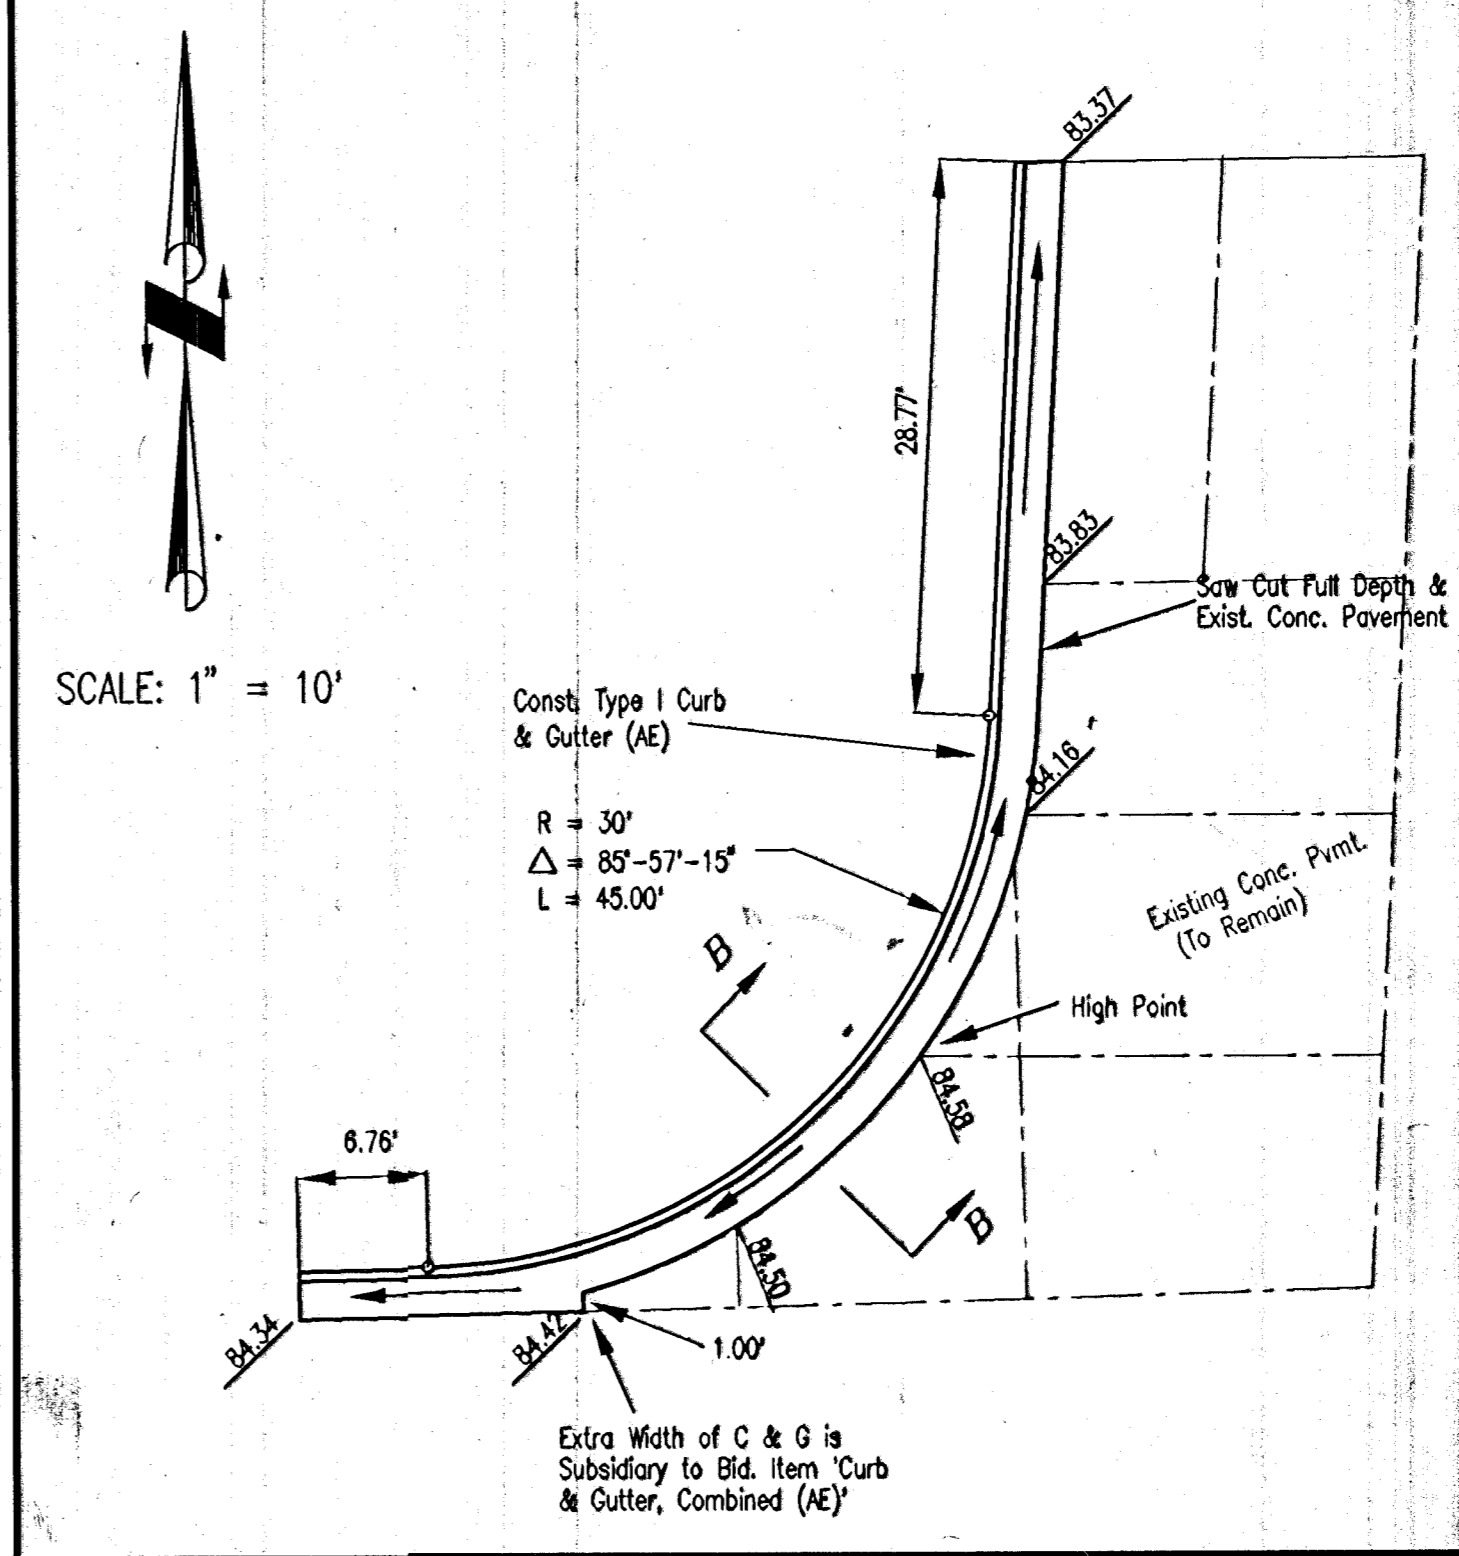 83.37
28.77'
83.83
Saw Cut Full Depth &
Exist. Conc. Pavement
SCALE: 1" = 10'
Const. Type I Curb
& Gutter (AE)
84.16
R = 30'
Δ = 85°-57'-15"
L = 45.00'
Existing Conc. Pvmt.
(To Remain)
B
High Point
84.58
6.76'
B
84.50
84.34
84.42
1.00'
Extra Width of C & G is
Subsidiary to Bid. Item 'Curb
& Gutter, Combined (AE)'